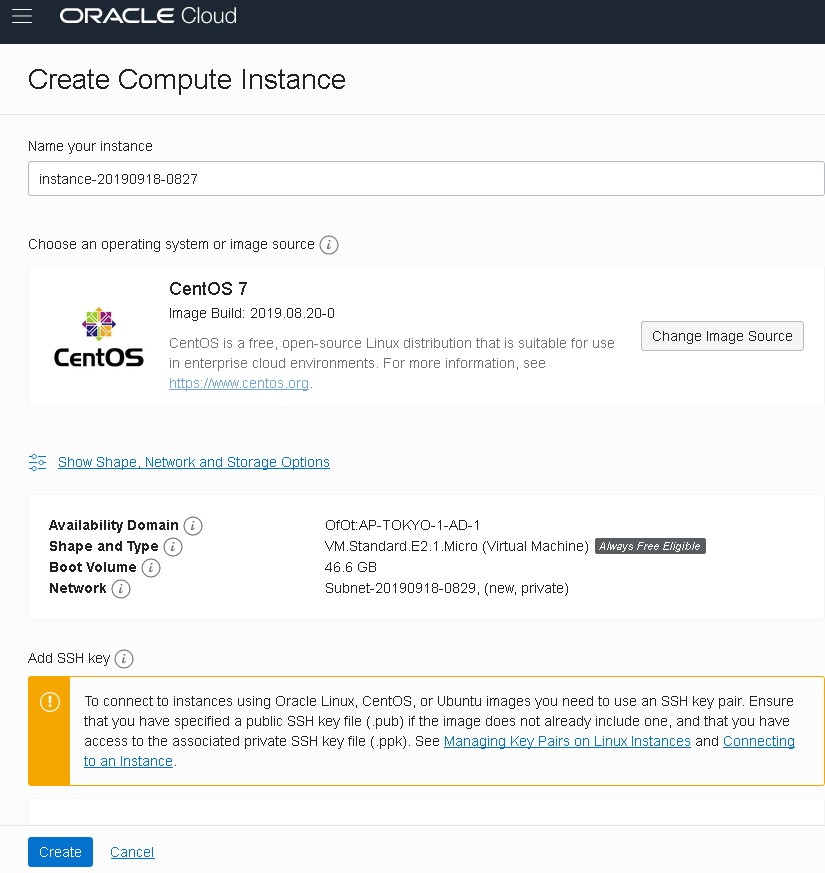 ORACLE Cloud
Create Compute Instance
Name your instance
instance-20190918-0827
Choose an operating system or image source
CentOS 7
Image Build: 2019.08.20-0
CentOS is a free, open-source Linux distribution that is suitable for use
in enterprise cloud environments. For more information, see
https://www.centos.org.
CentOS
Change Image Source
Show Shape, Network and Storage Options
Availability Domain OfOt:AP-TOKYO-1-AD-1
Shape and Type VM.Standard.E2.1.Micro (Virtual Machine) Always Free Eligible
Boot Volume 46.6 GB
Network Subnet-20190918-0829, (new, private)
Add SSH key
To connect to instances using Oracle Linux, CentOS, or Ubuntu images you need to use an SSH key pair. Ensure
that you have specified a public SSH key file (.pub) if the image does not already include one, and that you have
access to the associated private SSH key file (.ppk). See Managing Key Pairs on Linux Instances and Connecting
to an Instance.
Create Cancel